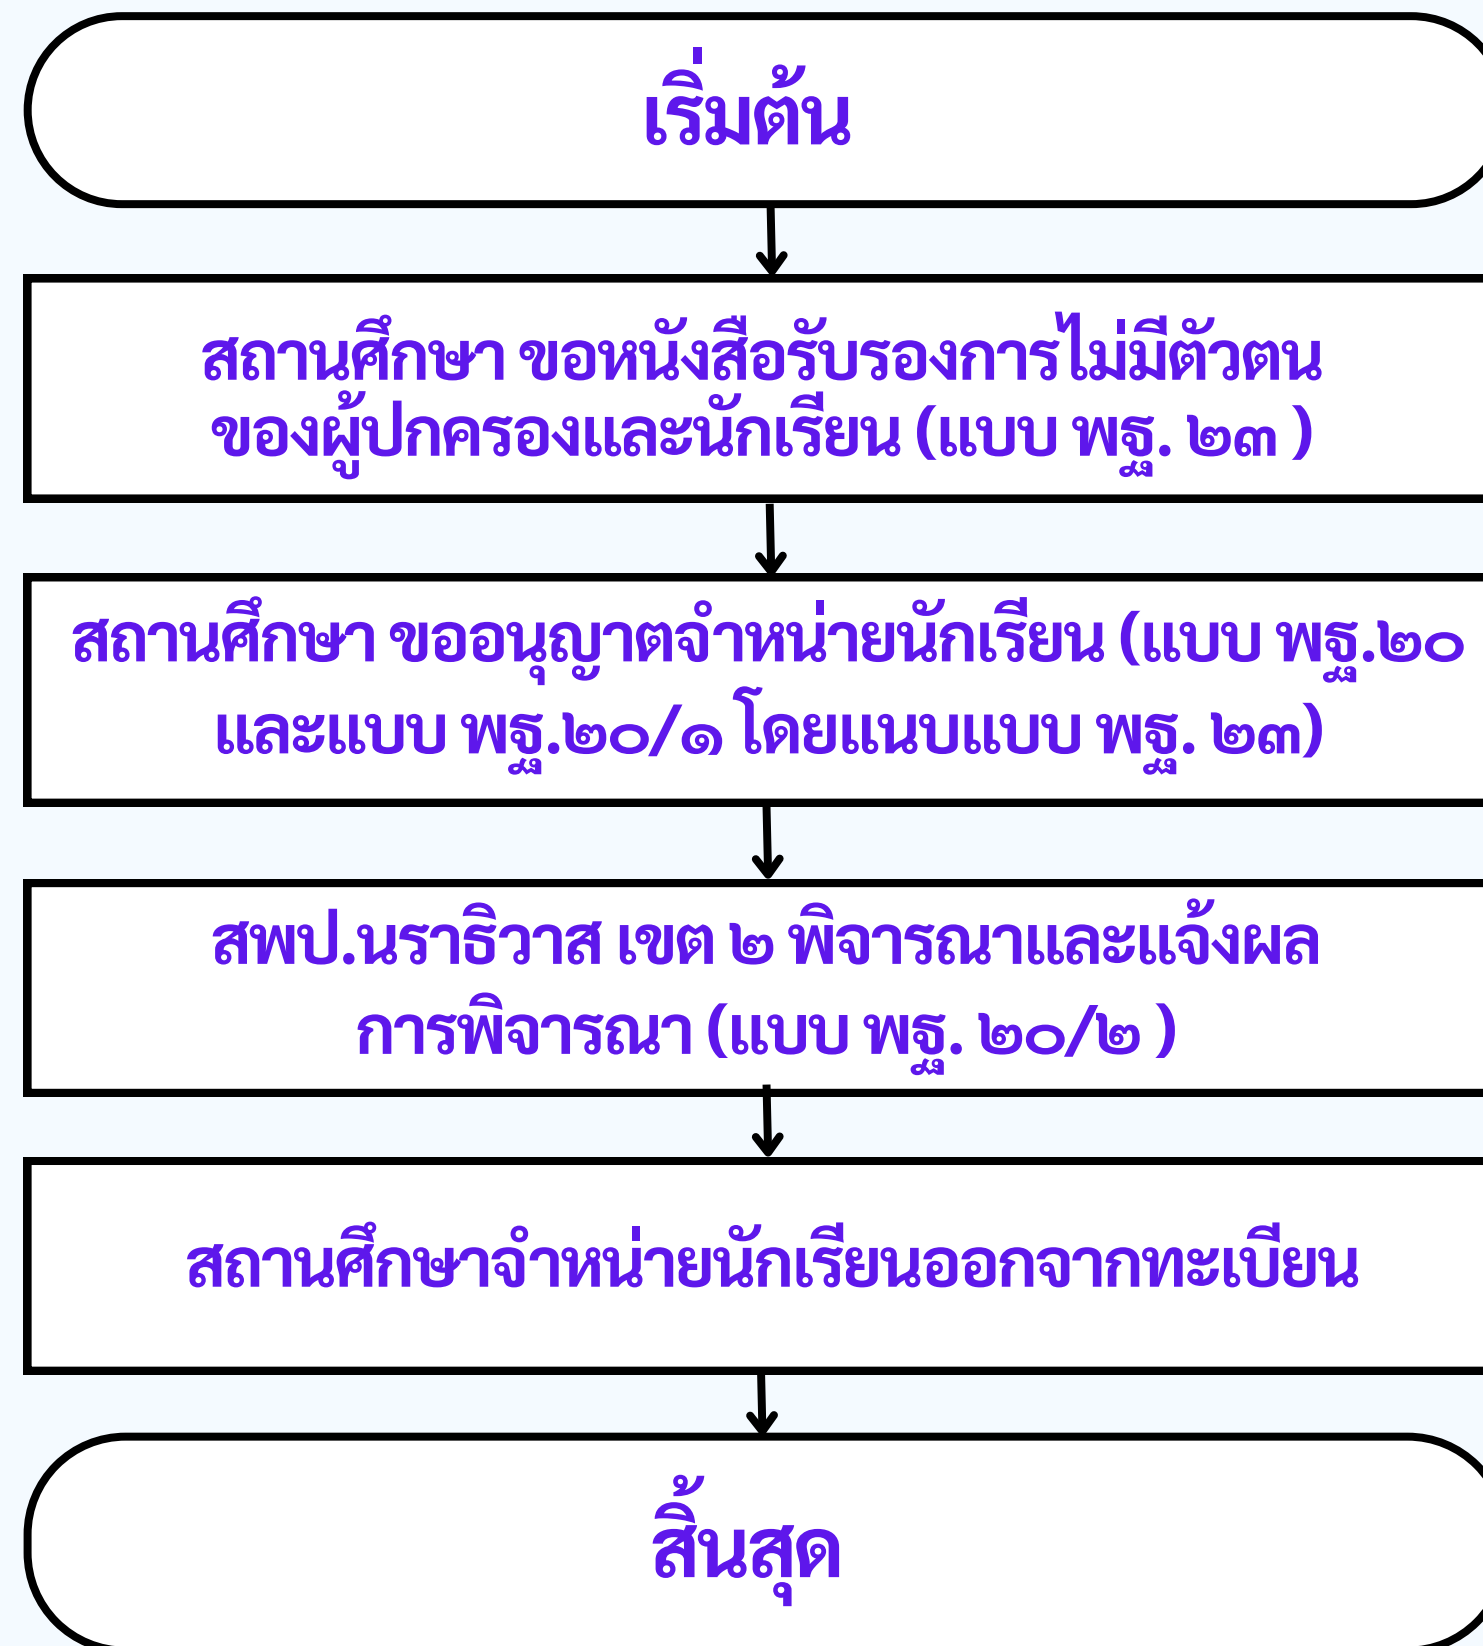 เริ่มต้น
สถานศึกษา ขอหนังสือรับรองการไม่มีตัวตน
ของผู้ปกครองและนักเรียน (แบบ พฐ. ๒๓ )
สถานศึกษา ขออนุญาตจำหน่ายนักเรียน (แบบ พฐ.๒๐
และแบบ พฐ.๒๐/๑ โดยแนบแบบ พฐ. ๒๓)
สพป.นราธิวาส เขต ๒ พิจารณาและแจ้งผล
การพิจารณา (แบบ พฐ. ๒๐/๒ )
สถานศึกษาจำหน่ายนักเรียนออกจากทะเบียน
สิ้นสุด